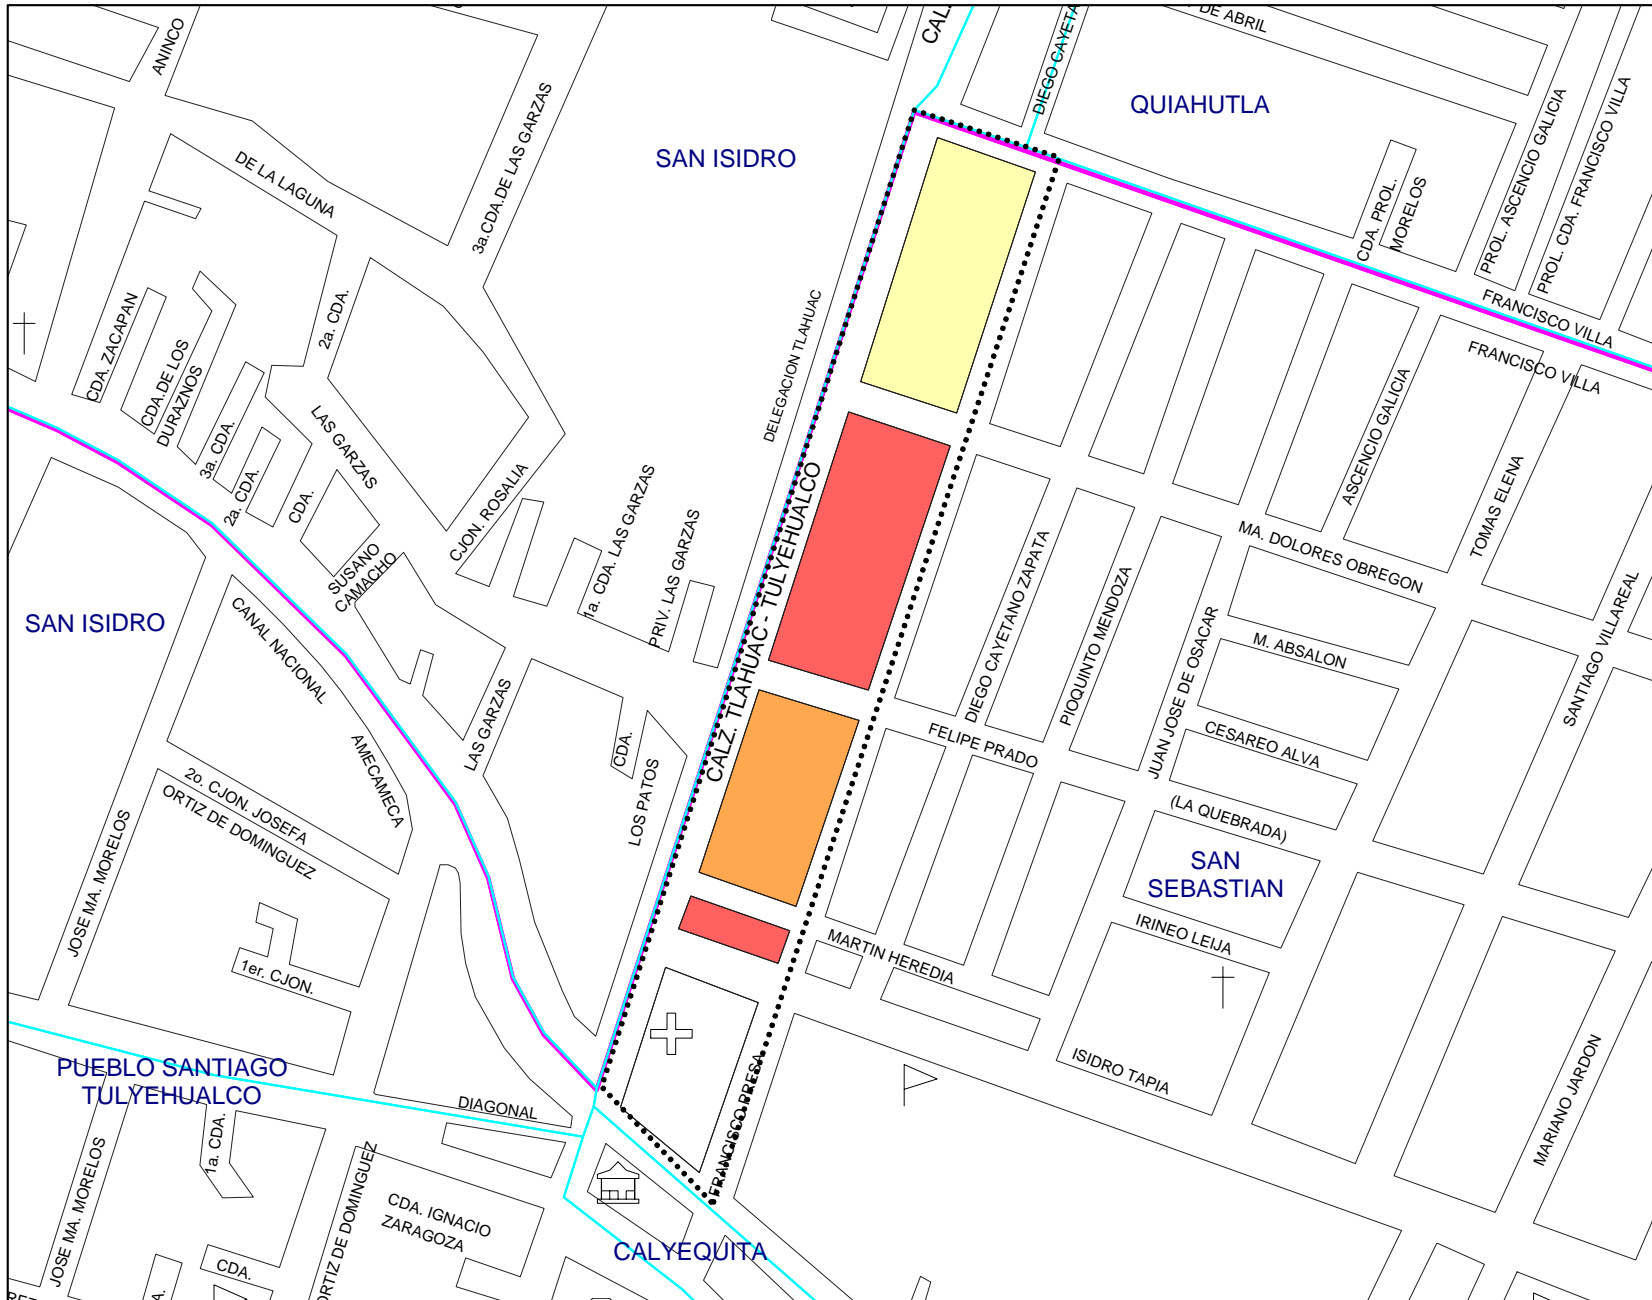 CALZ.
DIEGO CAYETA
DE ABRIL
ANINCO
3a.CDA.DE LAS GARZAS
QUIAHUTLA
SAN ISIDRO
DE LA LAGUNA
PROL. ASCENCIO GALICIA
PROL. CDA. FRANCISCO VILLA
CDA. PROL.
MORELOS
FRANCISCO VILLA
FRANCISCO VILLA
CDA. ZACAPAN
CDA.DE LOS
DURAZNOS
2a. CDA.
3a. CDA.
2a. CDA.
CDA.
LAS GARZAS
DELEGACION TLAHUAC
ASCENCIO GALICIA
TOMAS ELENA
CJON. ROSALIA
1a. CDA. LAS GARZAS
PRIV. LAS GARZAS
SUSANO
CAMACHO
CALZ. TLAHUAC - TULYEHUALCO
MA. DOLORES OBREGON
DIEGO CAYETANO ZAPATA
PIOQUINTO MENDOZA
JUAN JOSE DE OSACAR
M. ABSALON
SANTIAGO VILLAREAL
SAN ISIDRO
CANAL NACIONAL
AMECAMECA
LAS GARZAS
CDA.
LOS PATOS
FELIPE PRADO
CESAREO ALVA
(LA QUEBRADA)
2o. CJON. JOSEFA
ORTIZ DE DOMINGUEZ
JOSE MA. MORELOS
SAN
SEBASTIAN
IRINEO LEIJA
MARTIN HEREDIA
1er. CJON.
ISIDRO TAPIA
MARIANO JARDON
FRANCISCO PRESA
PUEBLO SANTIAGO
TULYEHUALCO
DIAGONAL
1a. CDA.
JOSE MA. MORELOS
ORTIZ DE DOMINGUEZ
CDA. IGNACIO
ZARAGOZA
CALYEQUITA
CDA.